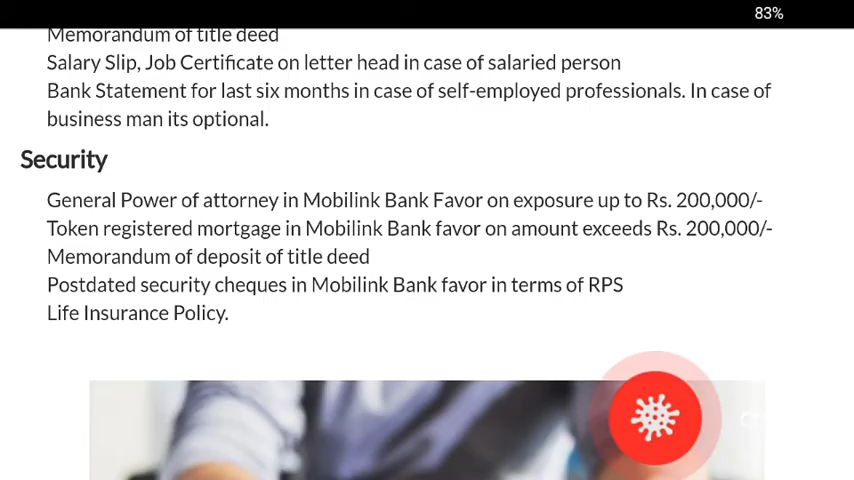 83%
Memorandum of title deed
Salary Slip, Job Certificate on letter head in case of salaried person
Bank Statement for last six months in case of self-employed professionals. In case of
business man its optional.
Security
General Power of attorney in Mobilink Bank Favor on exposure up to Rs. 200,000/-
Token registered mortgage in Mobilink Bank favor on amount exceeds Rs. 200,000/-
Memorandum of deposit of title deed
Postdated security cheques in Mobilink Bank favor in terms of RPS
Life Insurance Policy.